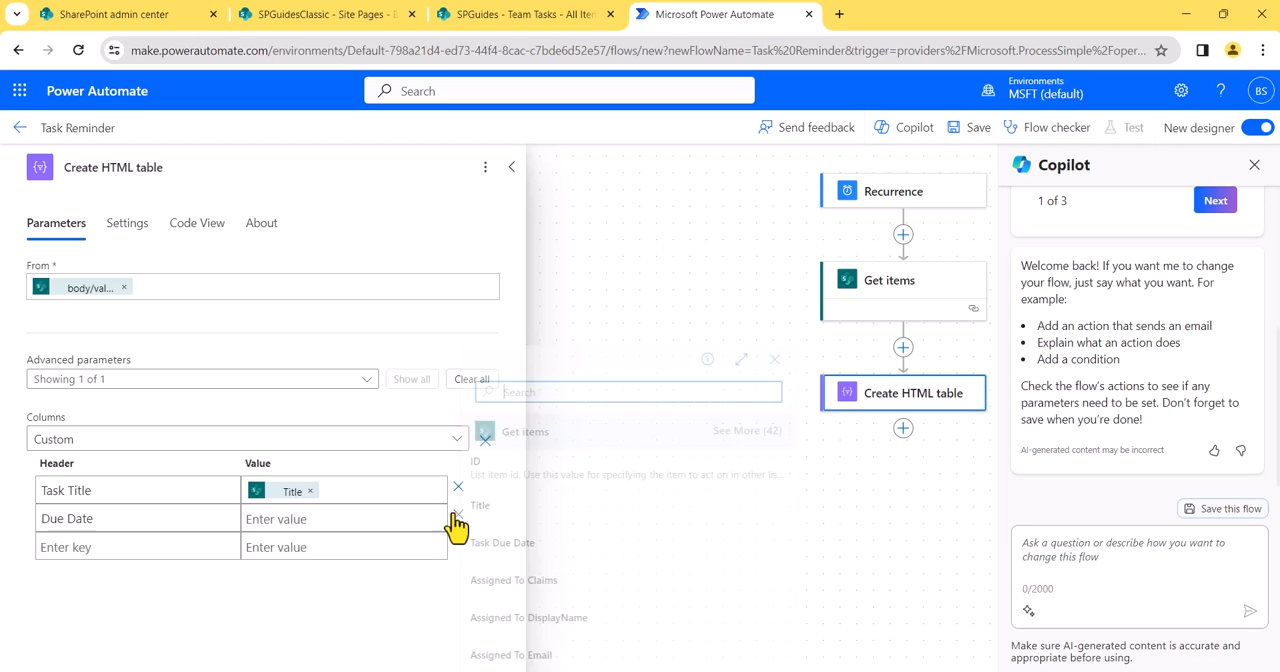 SharePoint admin center
SPGuidesClassic - Site Pages -
SPGuides - Team Tasks - All Iten
Microsoft Power Automate
make.powerautomate.com/environments/Default-798a21d4-ed73-44f4-8cac-c7bde6d52e57/flows/new?newFlowName=Task%20Reminder&trigger=providers%2FMicrosoft.ProcessSimple%2Foper...
Power Automate
Search
Environments
MSFT (default)
BS
Task Reminder
Send feedback
Copilot
Save
Flow checker
Test
New designer
Create HTML table
Parameters
Settings
Code View
About
From *
body/val...
Advanced parameters
Showing 1 of 1
Show all
Clear all
Columns
Custom
Header
Value
Task Title
Title
Due Date
Enter value
Enter key
Enter value
Search
Get items
See More (42)
ID
List item id. Use this value for specifying the item to act on in other lis...
Title
Task Due Date
Assigned To Claims
Assigned To DisplayName
Assigned To Email
Recurrence
Get items
Create HTML table
Copilot
1 of 3
Next
Welcome back! If you want me to change
your flow, just say what you want. For
example:
• Add an action that sends an email
• Explain what an action does
• Add a condition
Check the flow's actions to see if any
parameters need to be set. Don't forget to
save when you're done!
AI-generated content may be incorrect
Save this flow
Ask a question or describe how you want to
change this flow
0/2000
Make sure AI-generated content is accurate and
appropriate before using.